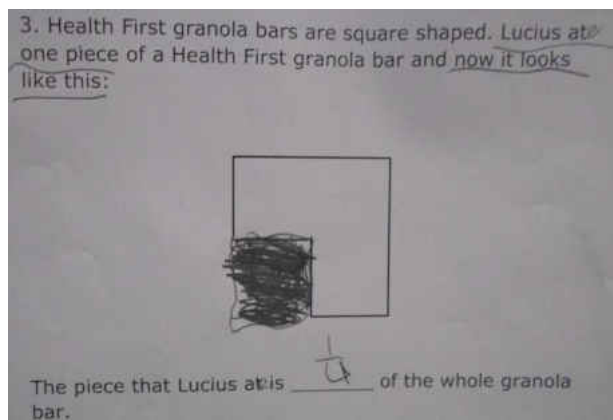 3. Health First granola bars are square shaped. Lucius ate
one piece of a Health First granola bar and now it looks
like this:
1/4
The piece that Lucius ate is ______ of the whole granola
bar.